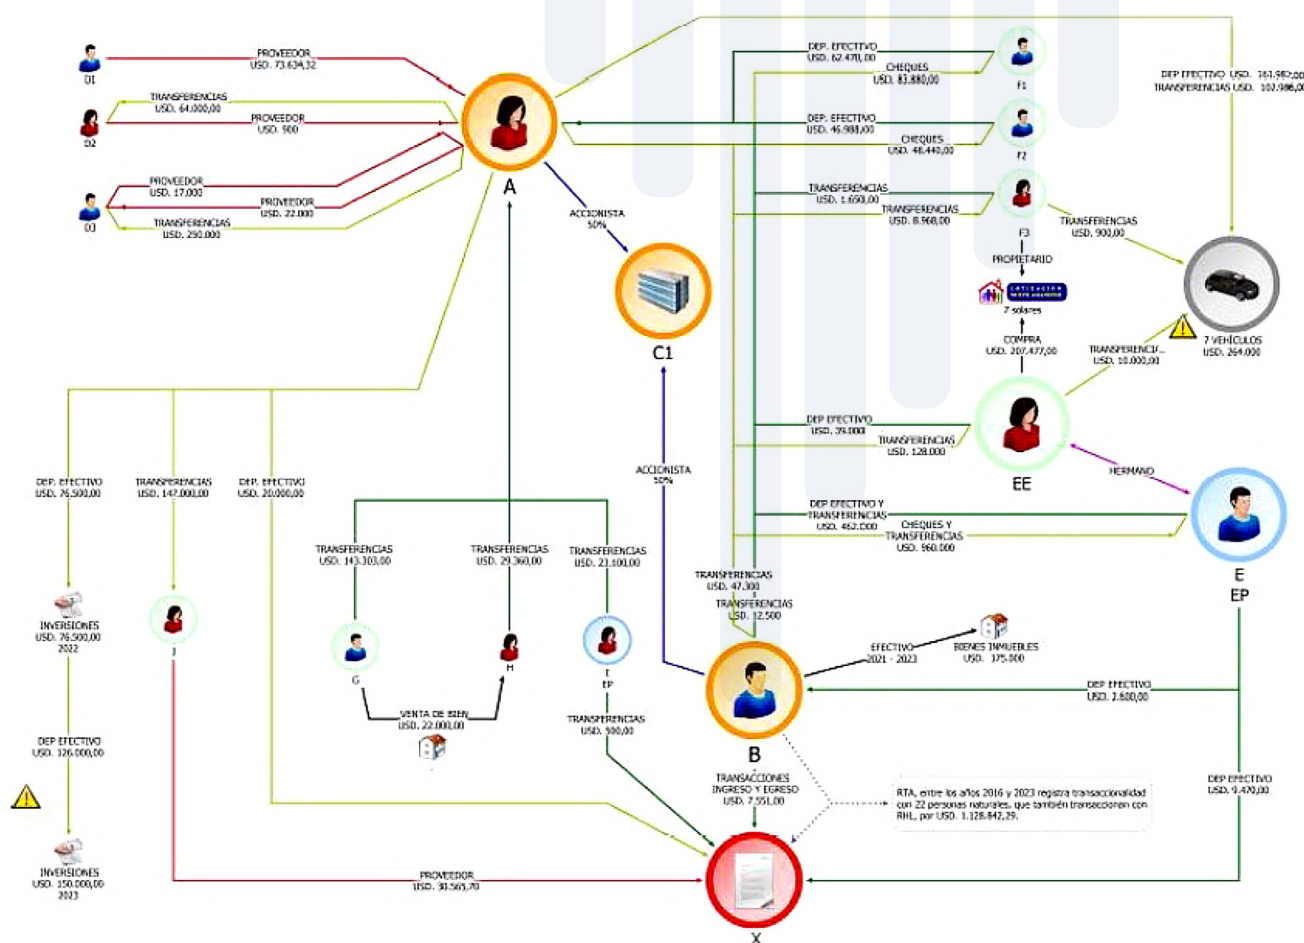 PROVEEDOR
USD. 73.634,32
D1
TRANSFERENCIAS
USD. 64.000,00
PROVEEDOR
USD. 900
D2
PROVEEDOR
USD. 17.000
PROVEEDOR
USD. 22.000
TRANSFERENCIAS
USD. 250.000
D3
A
ACCIONISTA
50%
C1
DEP. EFECTIVO
USD. 62.470,00
CHEQUES
USD. 83.880,00
F1
DEP. EFECTIVO
USD. 46.988,00
CHEQUES
USD. 48.440,00
F2
TRANSFERENCIAS
USD. 1.650,00
TRANSFERENCIAS
USD. 8.968,00
F3
DEP EFECTIVO USD.
TRANSFERENCIAS USD. 102.986,00
TRANSFERENCIAS
USD. 900,00
PROPIETARIO
7 solares
COMPRA
USD. 207.477,00
TRANSFERENCI...
USD. 10.000,00
7 VEHÍCULOS
USD. 264.000
DEP EFECTIVO
USD. 39.000
TRANSFERENCIAS
USD. 128.000
EE
HERMANO
ACCIONISTA
50%
DEP EFECTIVO Y
TRANSFERENCIAS
USD. 462.000
CHEQUES Y
TRANSFERENCIAS
USD. 960.000
E
EP
DEP. EFECTIVO
USD. 76.500,00
TRANSFERENCIAS
USD. 147.000,00
DEP. EFECTIVO
USD. 20.000,00
TRANSFERENCIAS
USD. 143.303,00
TRANSFERENCIAS
USD. 29.360,00
TRANSFERENCIAS
USD. 23.100,00
TRANSFERENCIAS
USD. 47.300
TRANSFERENCIAS
USD. 12.500
INVERSIONES
USD. 76.500,00
2022
J
G
H
I
EP
EFECTIVO
2021 - 2023
BIENES INMUEBLES
USD. 175.000
DEP EFECTIVO
USD. 2.600,00
VENTA DE BIEN
USD. 22.000,00
TRANSFERENCIAS
USD. 500,00
B
DEP EFECTIVO
USD. 126.000,00
TRANSACCIONES
INGRESO Y EGRESO
USD. 7.551,00
RTA, entre los años 2016 y 2023 registra transaccionalidad
con 22 personas naturales, que también transaccionan con
RHL, por USD. 1.128.842,29.
DEP EFECTIVO
USD. 9.470,00
INVERSIONES
USD. 150.000,00
2023
PROVEEDOR
USD. 30.565,70
X